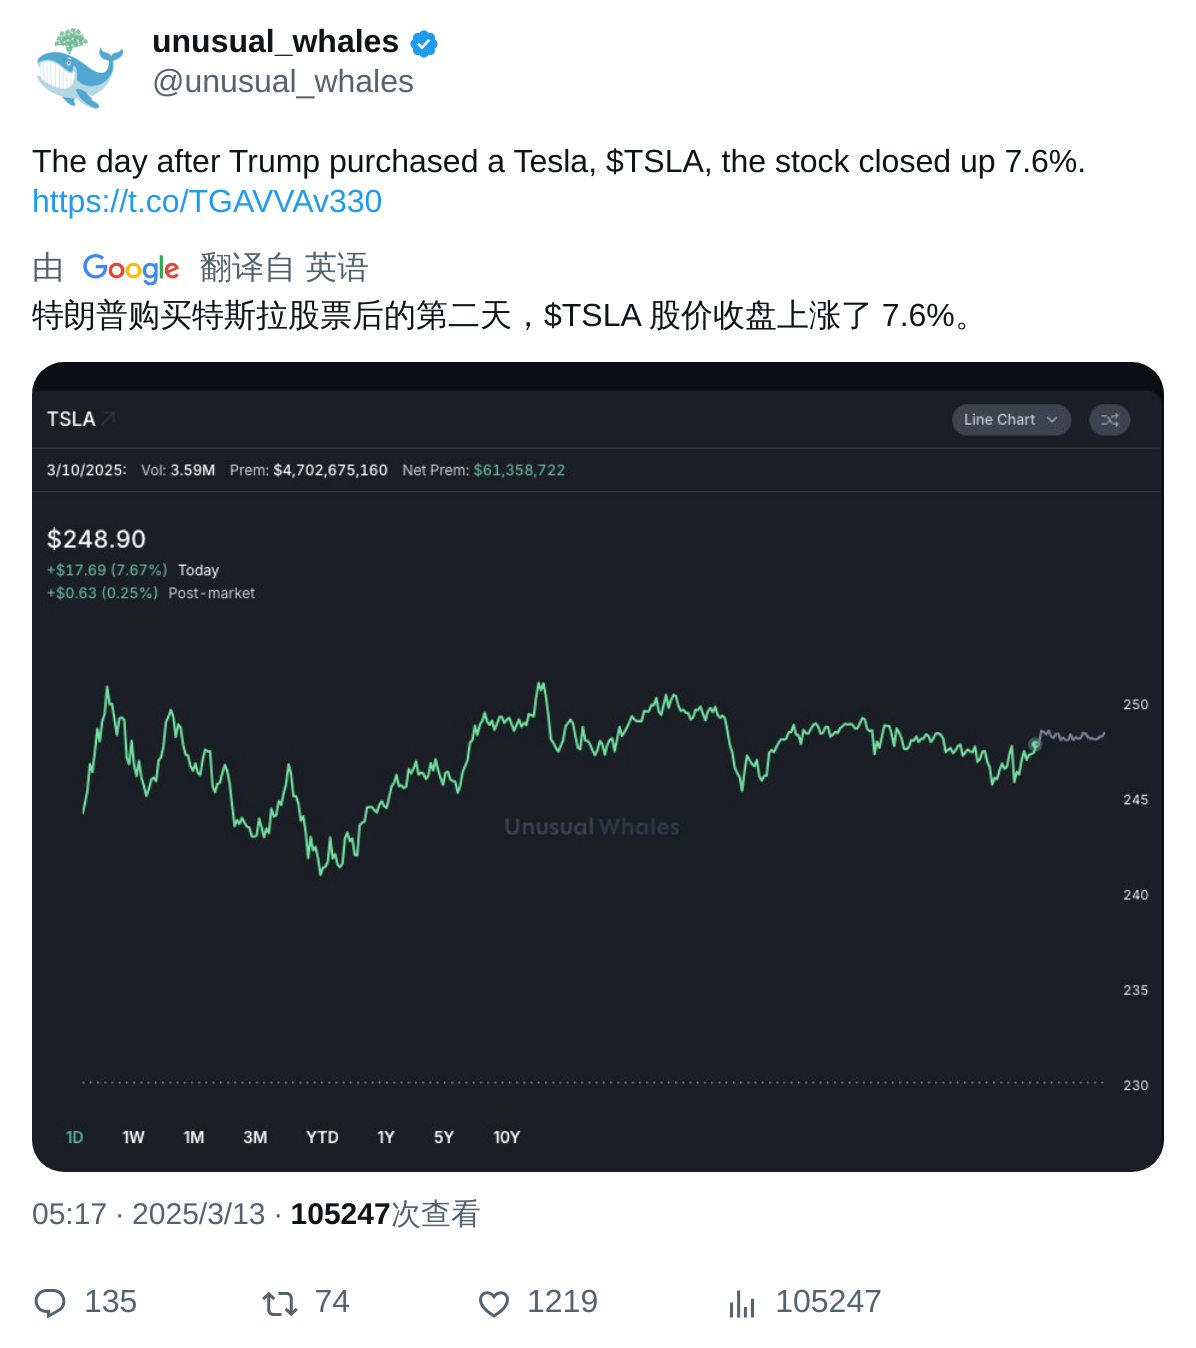 unusual_whales
@unusual_whales
The day after Trump purchased a Tesla, $TSLA, the stock closed up 7.6%.
https://t.co/TGAVVAv330
由 Google 翻译自 英语
特朗普购买特斯拉股票后的第二天，$TSLA 股价收盘上涨了 7.6%。
TSLA
Line Chart
3/10/2025: Vol: 3.59M Prem: $4,702,675,160 Net Prem: $61,358,722
$248.90
+$17.69 (7.67%) Today
+$0.63 (0.25%) Post-market
250
245
Unusual Whales
240
235
230
1D 1W 1M 3M YTD 1Y 5Y 10Y
05:17 · 2025/3/13 · 105247次查看
135 74 1219 105247